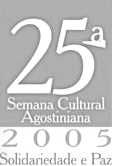 25ª
Semana Cultural
Agostiniana
2005
Solidariedade e Paz